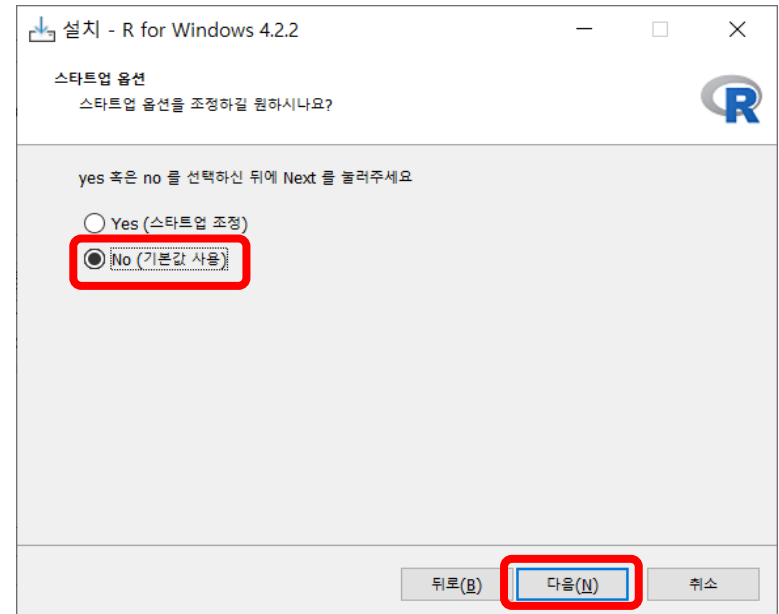 설치 - R for Windows 4.2.2
스타트업 옵션
스타트업 옵션을 조정하길 원하시나요?
R
yes 혹은 no 를 선택하신 뒤에 Next 를 눌러주세요
Yes (스타트업 조정)
No (기본값 사용)
뒤로(B) 다음(N) 취소